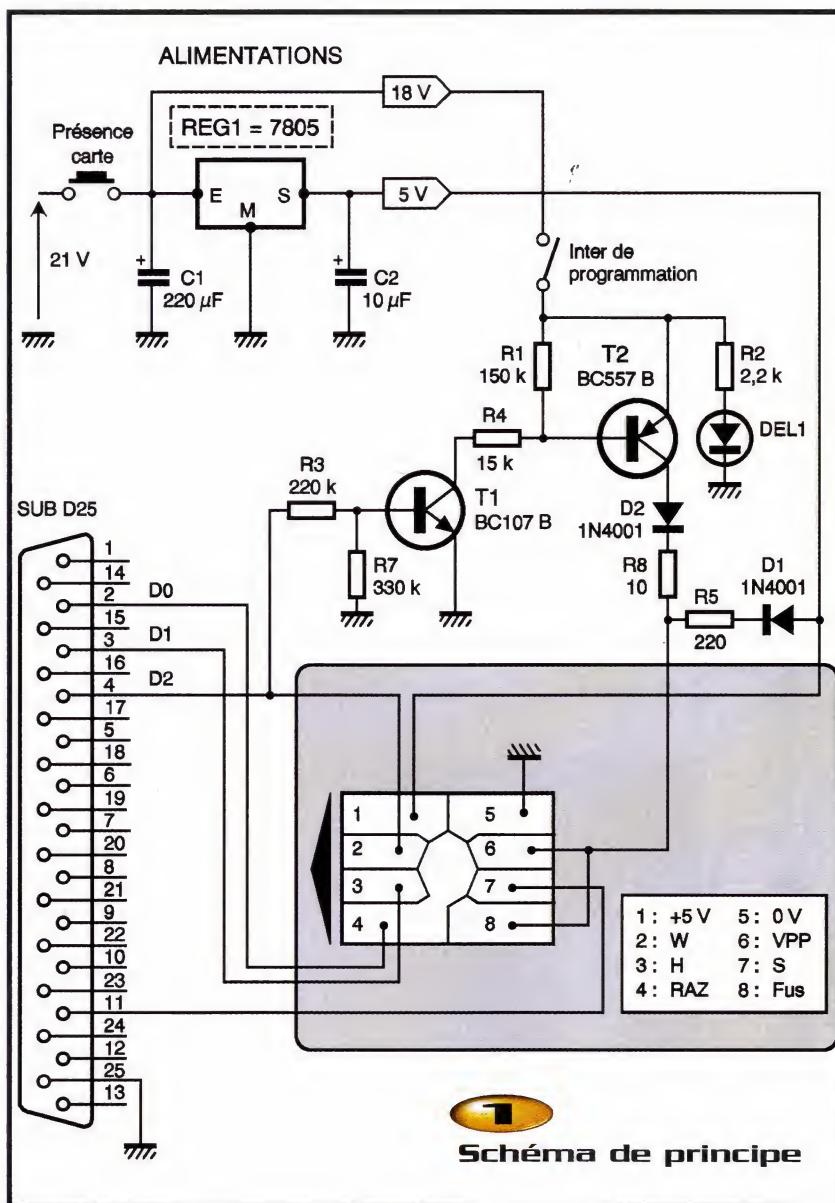 ALIMENTATIONS
18 V
REG1 = 7805
Présence
carte
E
M
S
5 V
21 V
+
C1
220 µF
+
C2
10 µF
Inter de
programmation
R1
150 k
T2
BC557 B
R2
2,2 k
DEL1
R4
15 k
R3
220 k
T1
BC107 B
R7
330 k
D2
1N4001
R8
10
R5
220
D1
1N4001
SUB D25
1
14
2
D0
15
3
D1
16
4
D2
17
5
18
6
19
7
20
8
21
9
22
10
23
11
24
12
25
13
1
2
3
4
5
6
7
8
1 : +5 V 5 : 0 V
2 : W 6 : VPP
3 : H 7 : S
4 : RAZ 8 : Fus
1
Schéma de principe